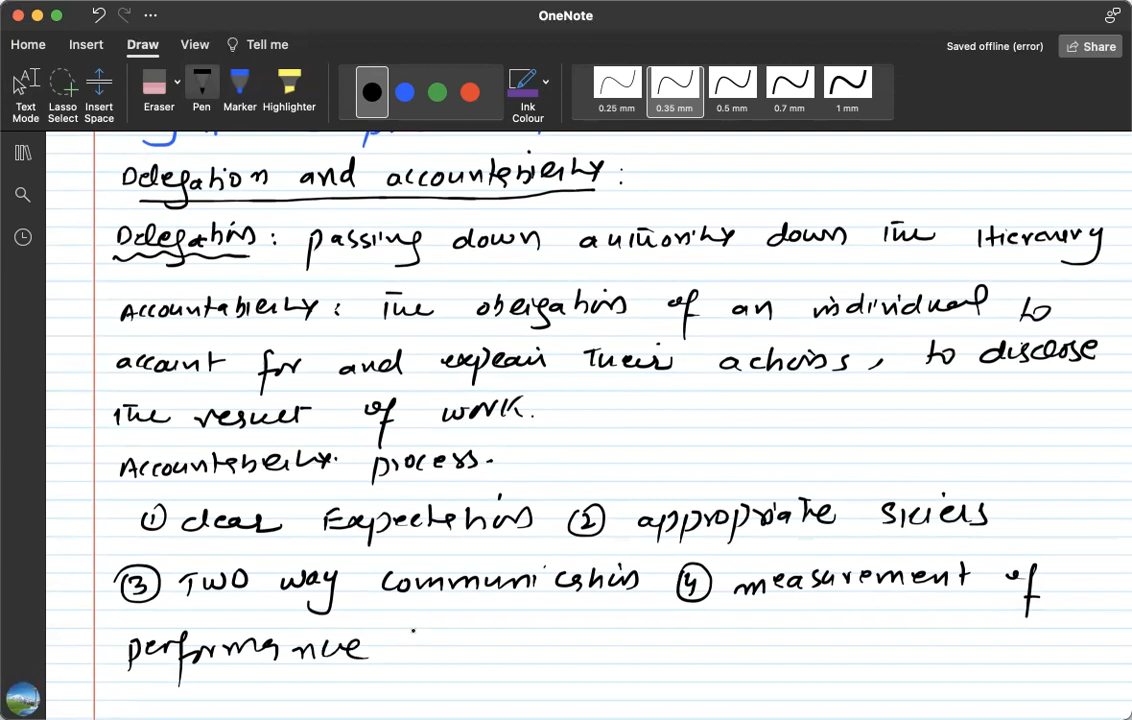 OneNote
Home Insert Draw View Tell me
Saved offline (error) Share
Text Mode
Lasso Select
Insert Space
Eraser Pen Marker Highlighter
Ink Colour
0.25 mm 0.35 mm 0.5 mm 0.7 mm 1 mm
Delegation and accountability:
Delegation: passing down authority down the Hierarchy
Accountability: The obligation of an individual to
account for and explain their actions, to disclose
the result of work.
Accountability process.
① clear Expectations ② appropriate skills
③ Two way communication ④ measurement of
performance